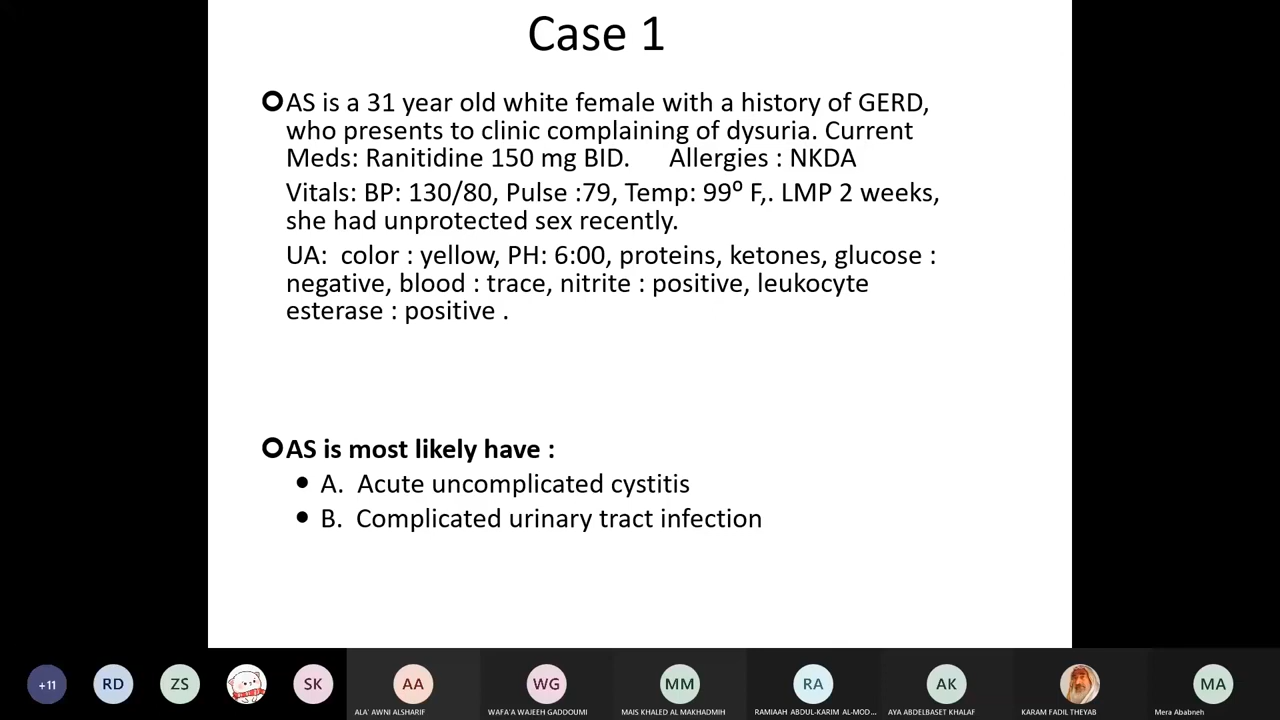 Case 1
AS is a 31 year old white female with a history of GERD,
who presents to clinic complaining of dysuria. Current
Meds: Ranitidine 150 mg BID. Allergies : NKDA
Vitals: BP: 130/80, Pulse :79, Temp: 99⁰ F,. LMP 2 weeks,
she had unprotected sex recently.
UA: color : yellow, PH: 6:00, proteins, ketones, glucose :
negative, blood : trace, nitrite : positive, leukocyte
esterase : positive .
AS is most likely have :
A. Acute uncomplicated cystitis
B. Complicated urinary tract infection
+11 RD ZS SK AA WG MM RA AK MA
ALA' AWNI ALSHARIF WAFA'A WAJEEH GADDOUMI MAIS KHALED AL MAKHADMIH RAMIAAH ABDUL-KARIM AL-MOD... AYA ABDELBASET KHALAF KARAM FADIL THEYAB Mera Ababneh